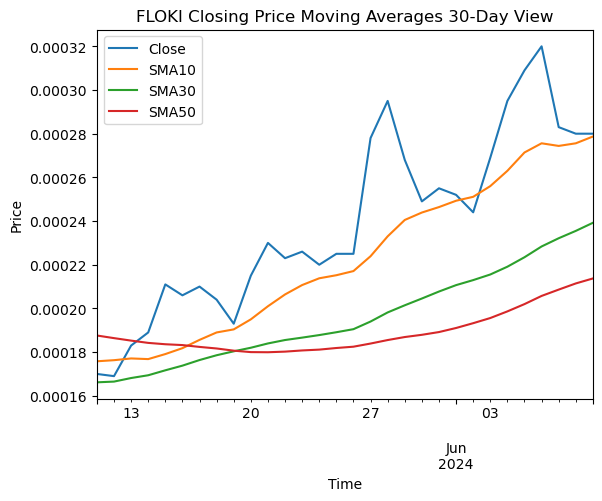 FLOKI Closing Price Moving Averages 30-Day View
Close
SMA10
SMA30
SMA50
0.00032
0.00030
0.00028
0.00026
0.00024
0.00022
0.00020
0.00018
0.00016
Price
13 20 27 03
Jun
2024
Time